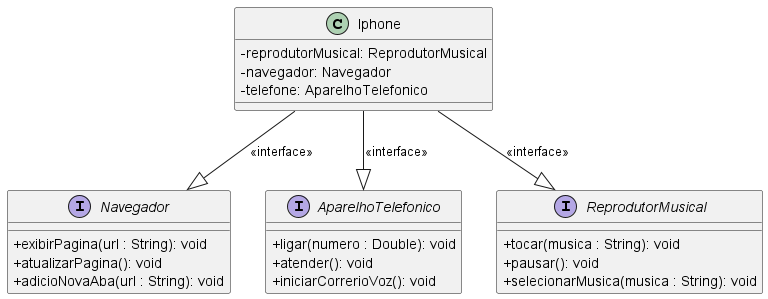 C Iphone
-reprodutorMusical: ReprodutorMusical
-navegador: Navegador
-telefone: AparelhoTelefonico
«interface» «interface» «interface»
I Navegador
+exibirPagina(url : String): void
+atualizarPagina(): void
+adicioNovaAba(url : String): void
I AparelhoTelefonico
+ligar(numero : Double): void
+atender(): void
+iniciarCorrerioVoz(): void
I ReprodutorMusical
+tocar(musica : String): void
+pausar(): void
+selecionarMusica(musica : String): void